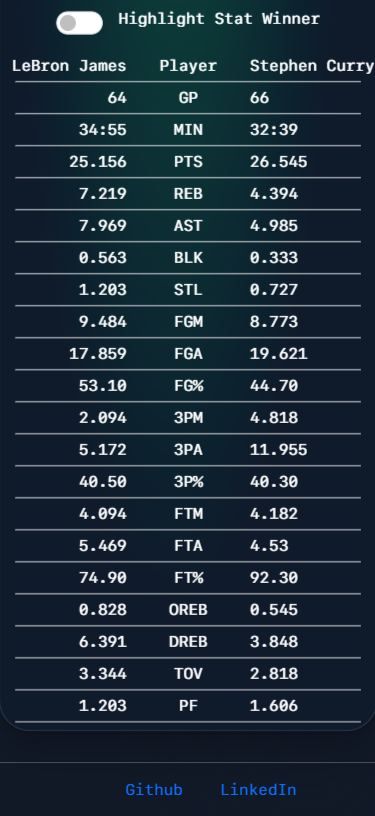 Highlight Stat Winner
LeBron James Player Stephen Curry
64 GP 66
34:55 MIN 32:39
25.156 PTS 26.545
7.219 REB 4.394
7.969 AST 4.985
0.563 BLK 0.333
1.203 STL 0.727
9.484 FGM 8.773
17.859 FGA 19.621
53.10 FG% 44.70
2.094 3PM 4.818
5.172 3PA 11.955
40.50 3P% 40.30
4.094 FTM 4.182
5.469 FTA 4.53
74.90 FT% 92.30
0.828 OREB 0.545
6.391 DREB 3.848
3.344 TOV 2.818
1.203 PF 1.606
Github LinkedIn